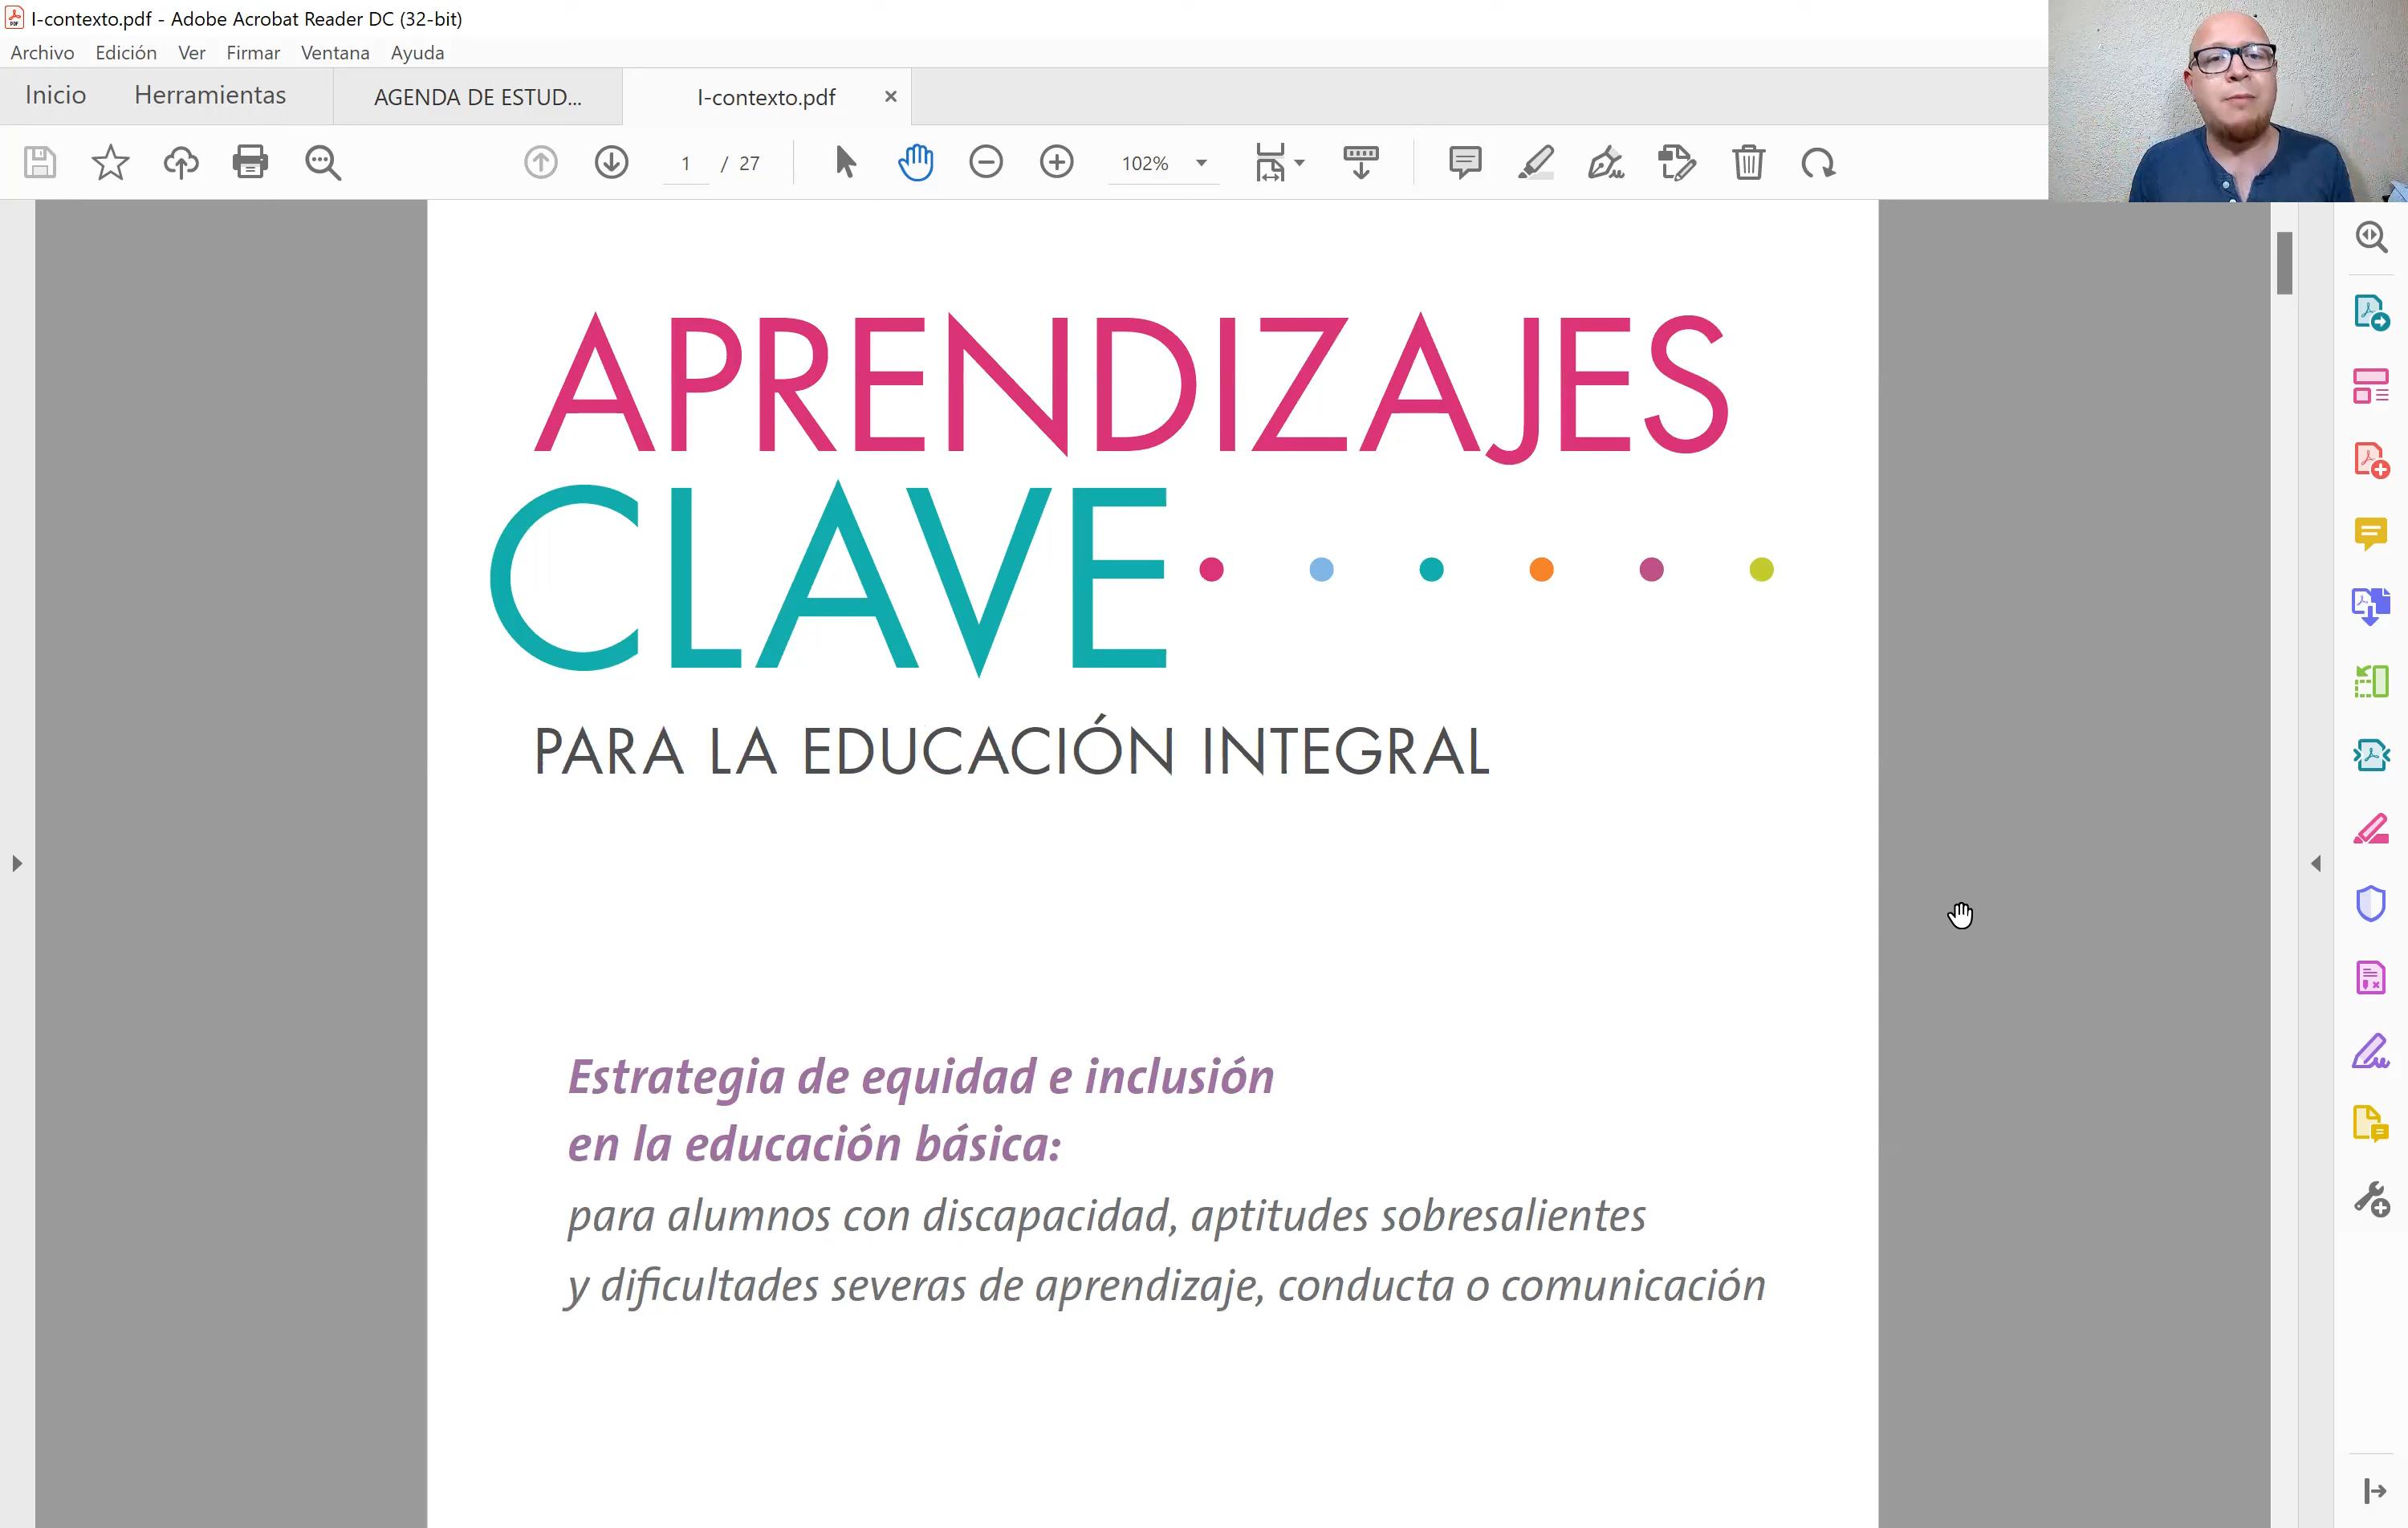 I-contexto.pdf - Adobe Acrobat Reader DC (32-bit)
Archivo Edición Ver Firmar Ventana Ayuda
Inicio Herramientas AGENDA DE ESTUD... I-contexto.pdf ×
1 / 27 102%
APRENDIZAJES
CLAVE
PARA LA EDUCACIÓN INTEGRAL
Estrategia de equidad e inclusión
en la educación básica:
para alumnos con discapacidad, aptitudes sobresalientes
y dificultades severas de aprendizaje, conducta o comunicación